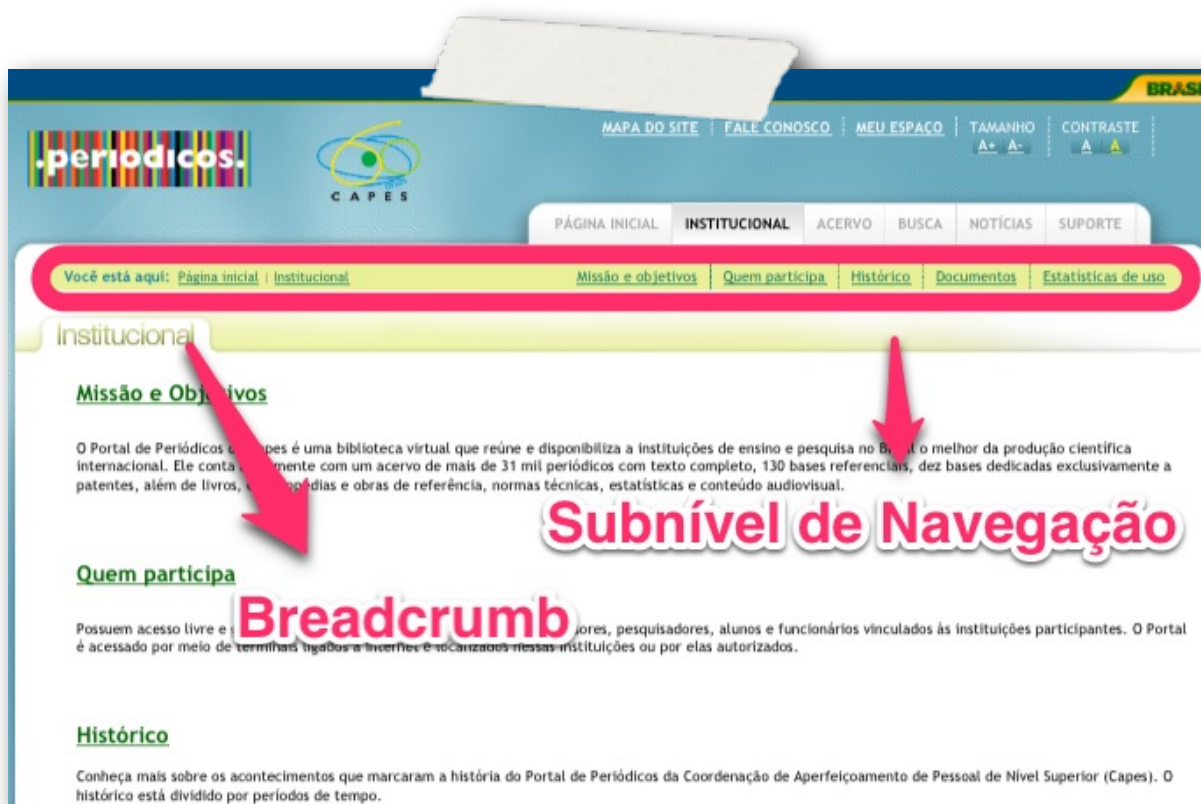 BRASI
MAPA DO SITE FALE CONOSCO MEU ESPAÇO TAMANHO CONTRASTE
A+ A- A A
.periodicos.
CAPES
PÁGINA INICIAL INSTITUCIONAL ACERVO BUSCA NOTÍCIAS SUPORTE
Você está aqui: Página inicial | Institucional Missão e objetivos Quem participa Histórico Documentos Estatísticas de uso
Institucional
Missão e Objetivos
O Portal de Periódicos Capes é uma biblioteca virtual que reúne e disponibiliza a instituições de ensino e pesquisa no Brasil o melhor da produção científica
internacional. Ele conta com um acervo de mais de 31 mil periódicos com texto completo, 130 bases referenciais, dez bases dedicadas exclusivamente a
patentes, além de livros, e obras de referência, normas técnicas, estatísticas e conteúdo audiovisual.
Subnível de Navegação
Quem participa
Breadcrumb
Possuem acesso livre e pesquisadores, alunos e funcionários vinculados às instituições participantes. O Portal
é acessado por meio de terminais ligados à Internet e localizados nessas instituições ou por elas autorizados.
Histórico
Conheça mais sobre os acontecimentos que marcaram a história do Portal de Periódicos da Coordenação de Aperfeiçoamento de Pessoal de Nível Superior (Capes). O
histórico está dividido por períodos de tempo.